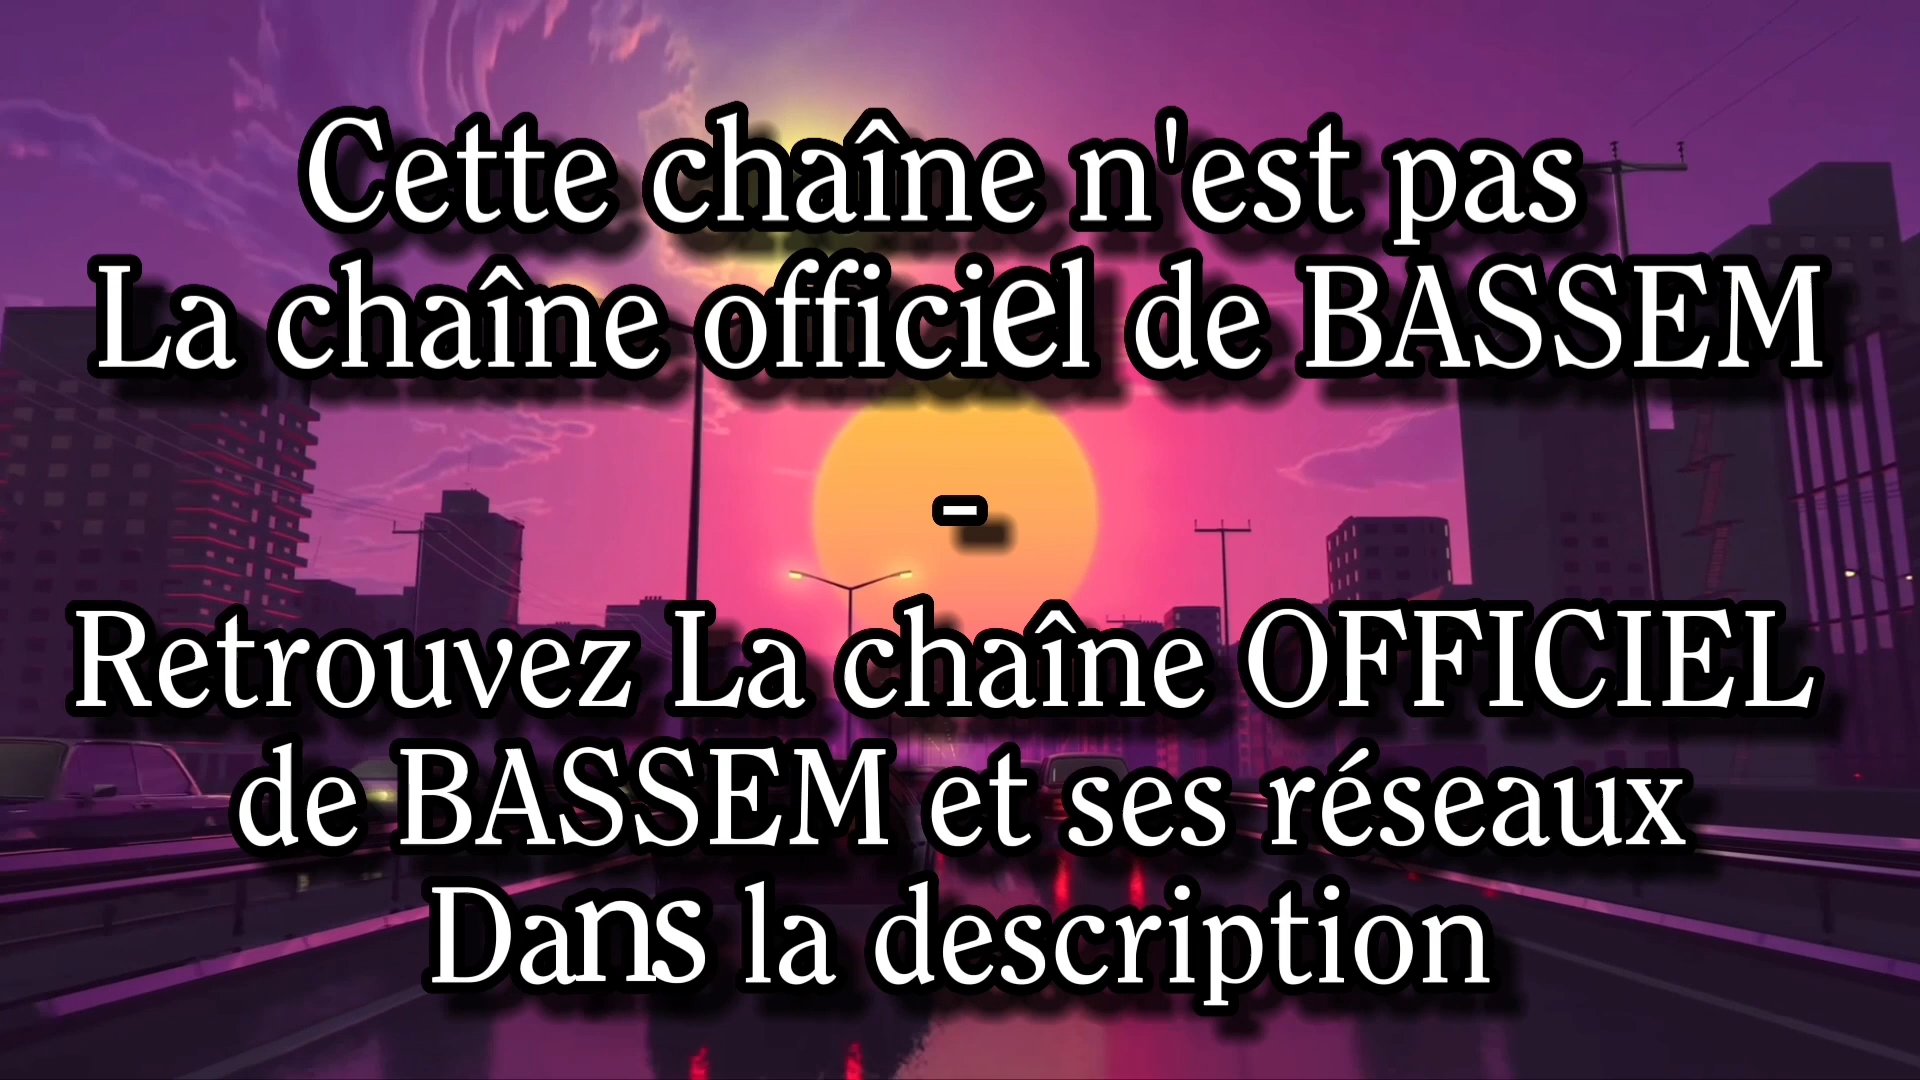 Cette chaîne n'est pas
La chaîne officiel de BASSEM
-
Retrouvez La chaîne OFFICIEL
de BASSEM et ses réseaux
Dans la description